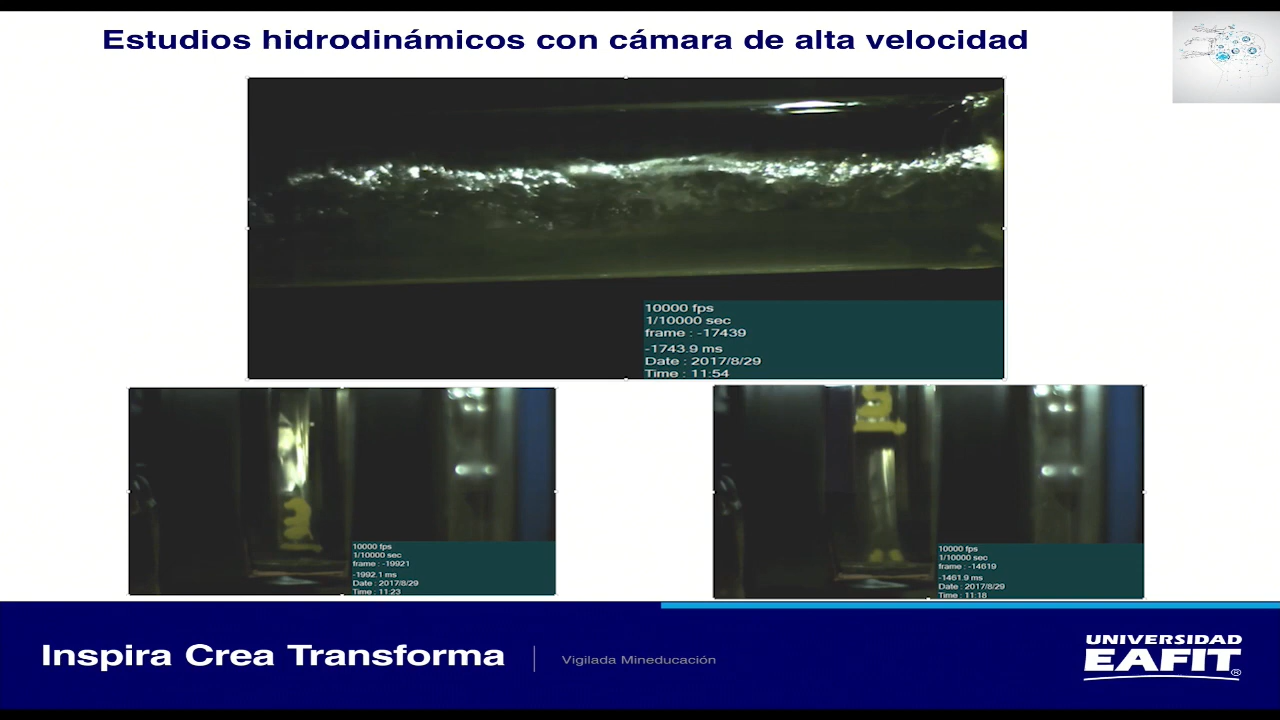 Estudios hidrodinámicos con cámara de alta velocidad
10000 fps
1/10000 sec
frame : -17439
-1743.9 ms
Date : 2017/8/29
Time : 11:54
10000 fps
1/10000 sec
frame : -19921
-1992.1 ms
Date : 2017/8/29
Time : 11:23
10000 fps
1/10000 sec
frame : -14619
-1461.9 ms
Date : 2017/8/29
Time : 11:18
Inspira Crea Transforma
Vigilada Mineducación
UNIVERSIDAD
EAFIT®